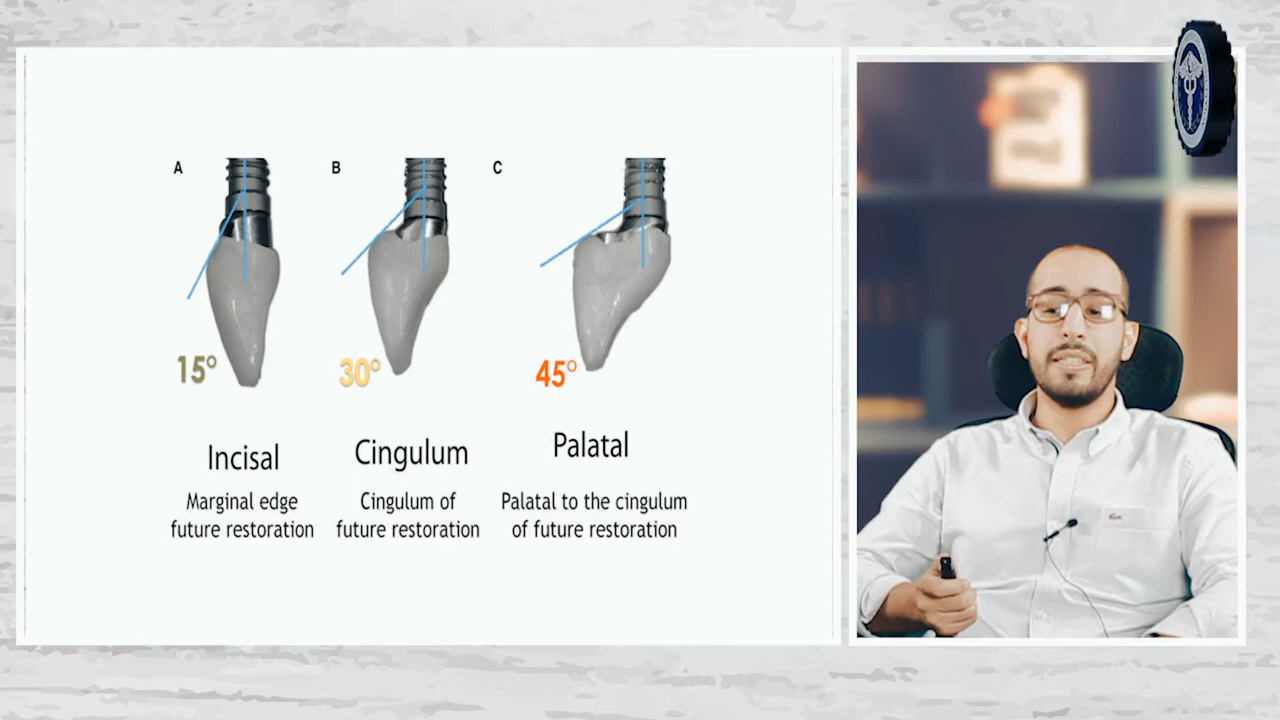 A
B
C
15°
30°
45°
Incisal
Cingulum
Palatal
Marginal edge
future restoration
Cingulum of
future restoration
Palatal to the cingulum
of future restoration